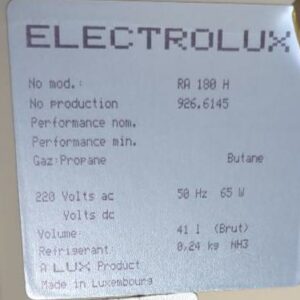 ELECTROLUX
No mod.: RA 180 H
No production 926.6145
Performance nom.
Performance min.
Gaz:Propane Butane
220 Volts ac 50 Hz 65 W
Volts dc
Volume 41 l (Brut)
Refrigerant 0,24 kg NH3
A LUX Product
Made in Luxembourg